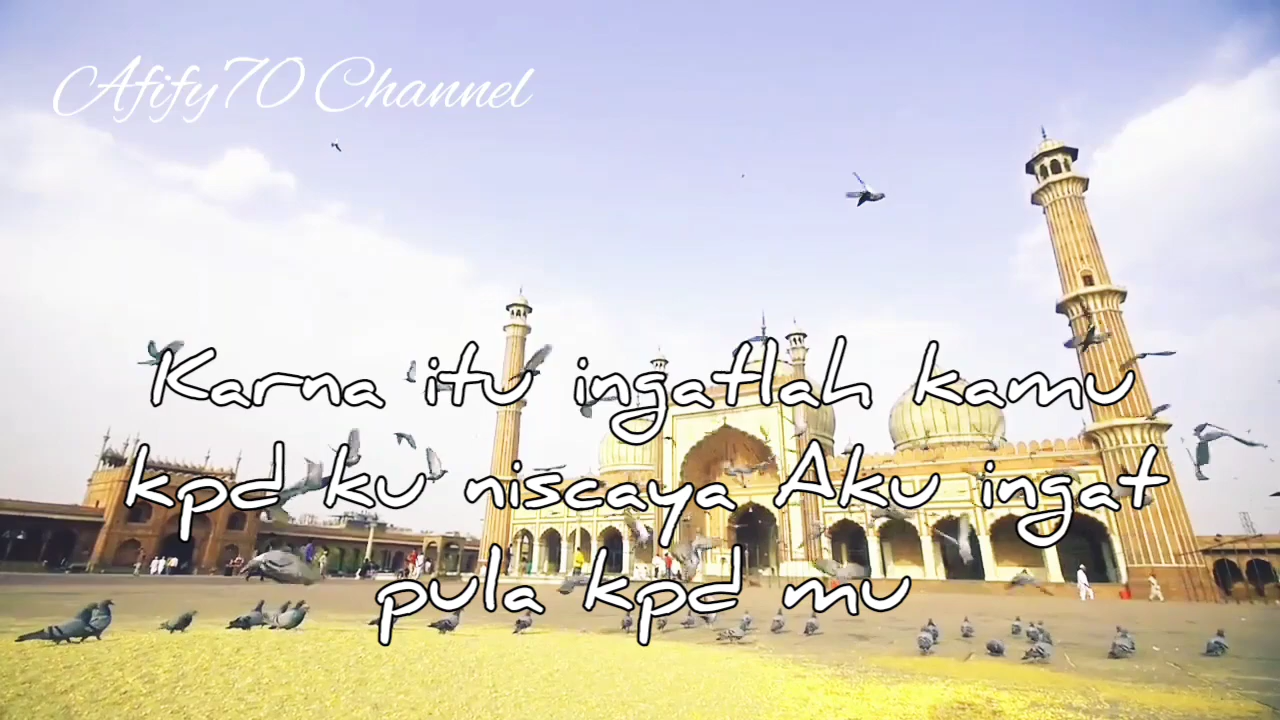 Afify70 Channel
Karna itu ingatlah kamu
kpd ku niscaya Aku ingat
pula kpd mu